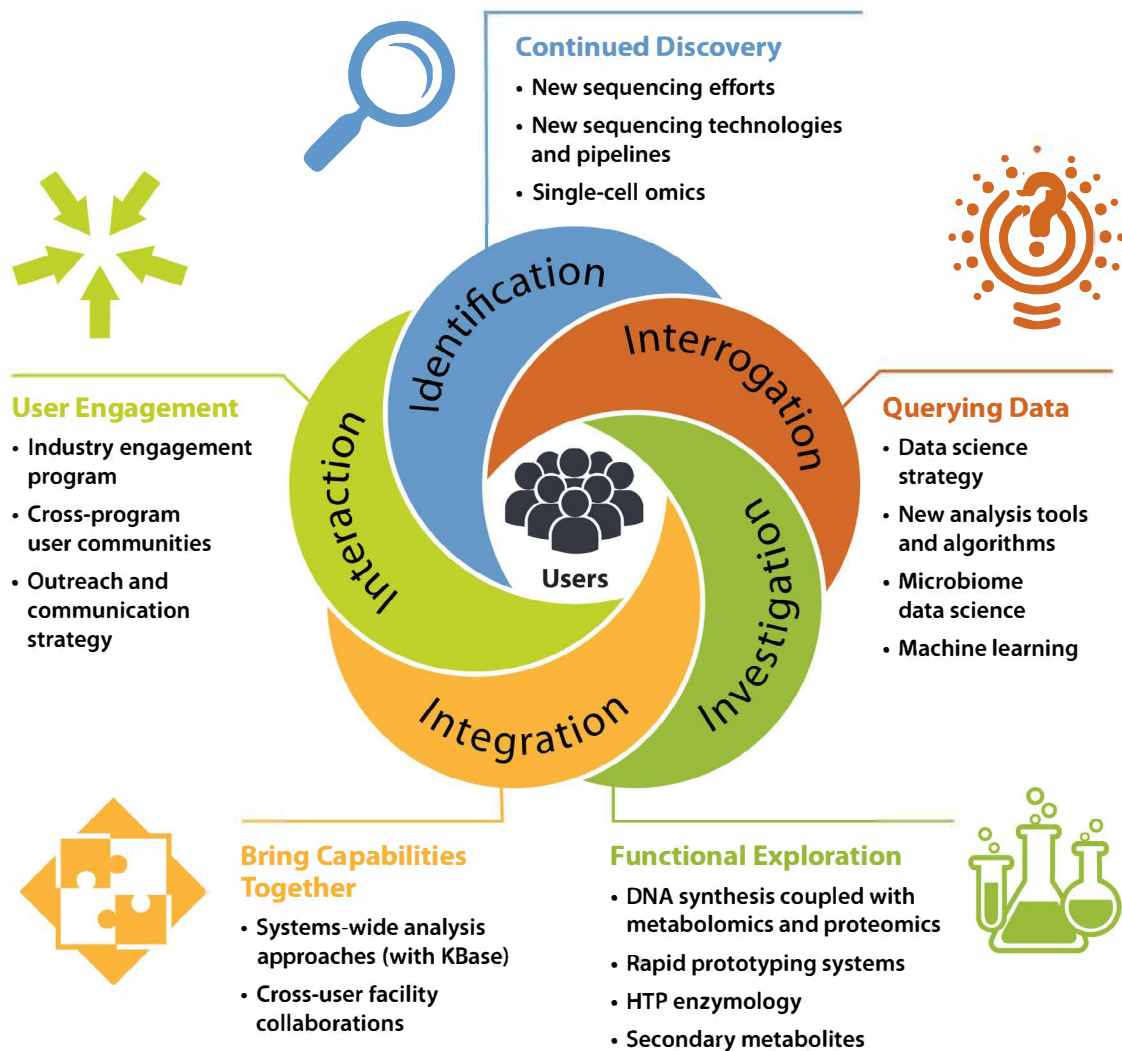 Continued Discovery
• New sequencing efforts
• New sequencing technologies
and pipelines
• Single-cell omics
Identification
Interrogation
?
User Engagement
• Industry engagement
program
• Cross-program
user communities
• Outreach and
communication
strategy
Interaction
Users
Investigation
Querying Data
• Data science
strategy
• New analysis tools
and algorithms
• Microbiome
data science
• Machine learning
Integration
Bring Capabilities
Together
• Systems-wide analysis
approaches (with KBase)
• Cross-user facility
collaborations
Functional Exploration
• DNA synthesis coupled with
metabolomics and proteomics
• Rapid prototyping systems
• HTP enzymology
• Secondary metabolites